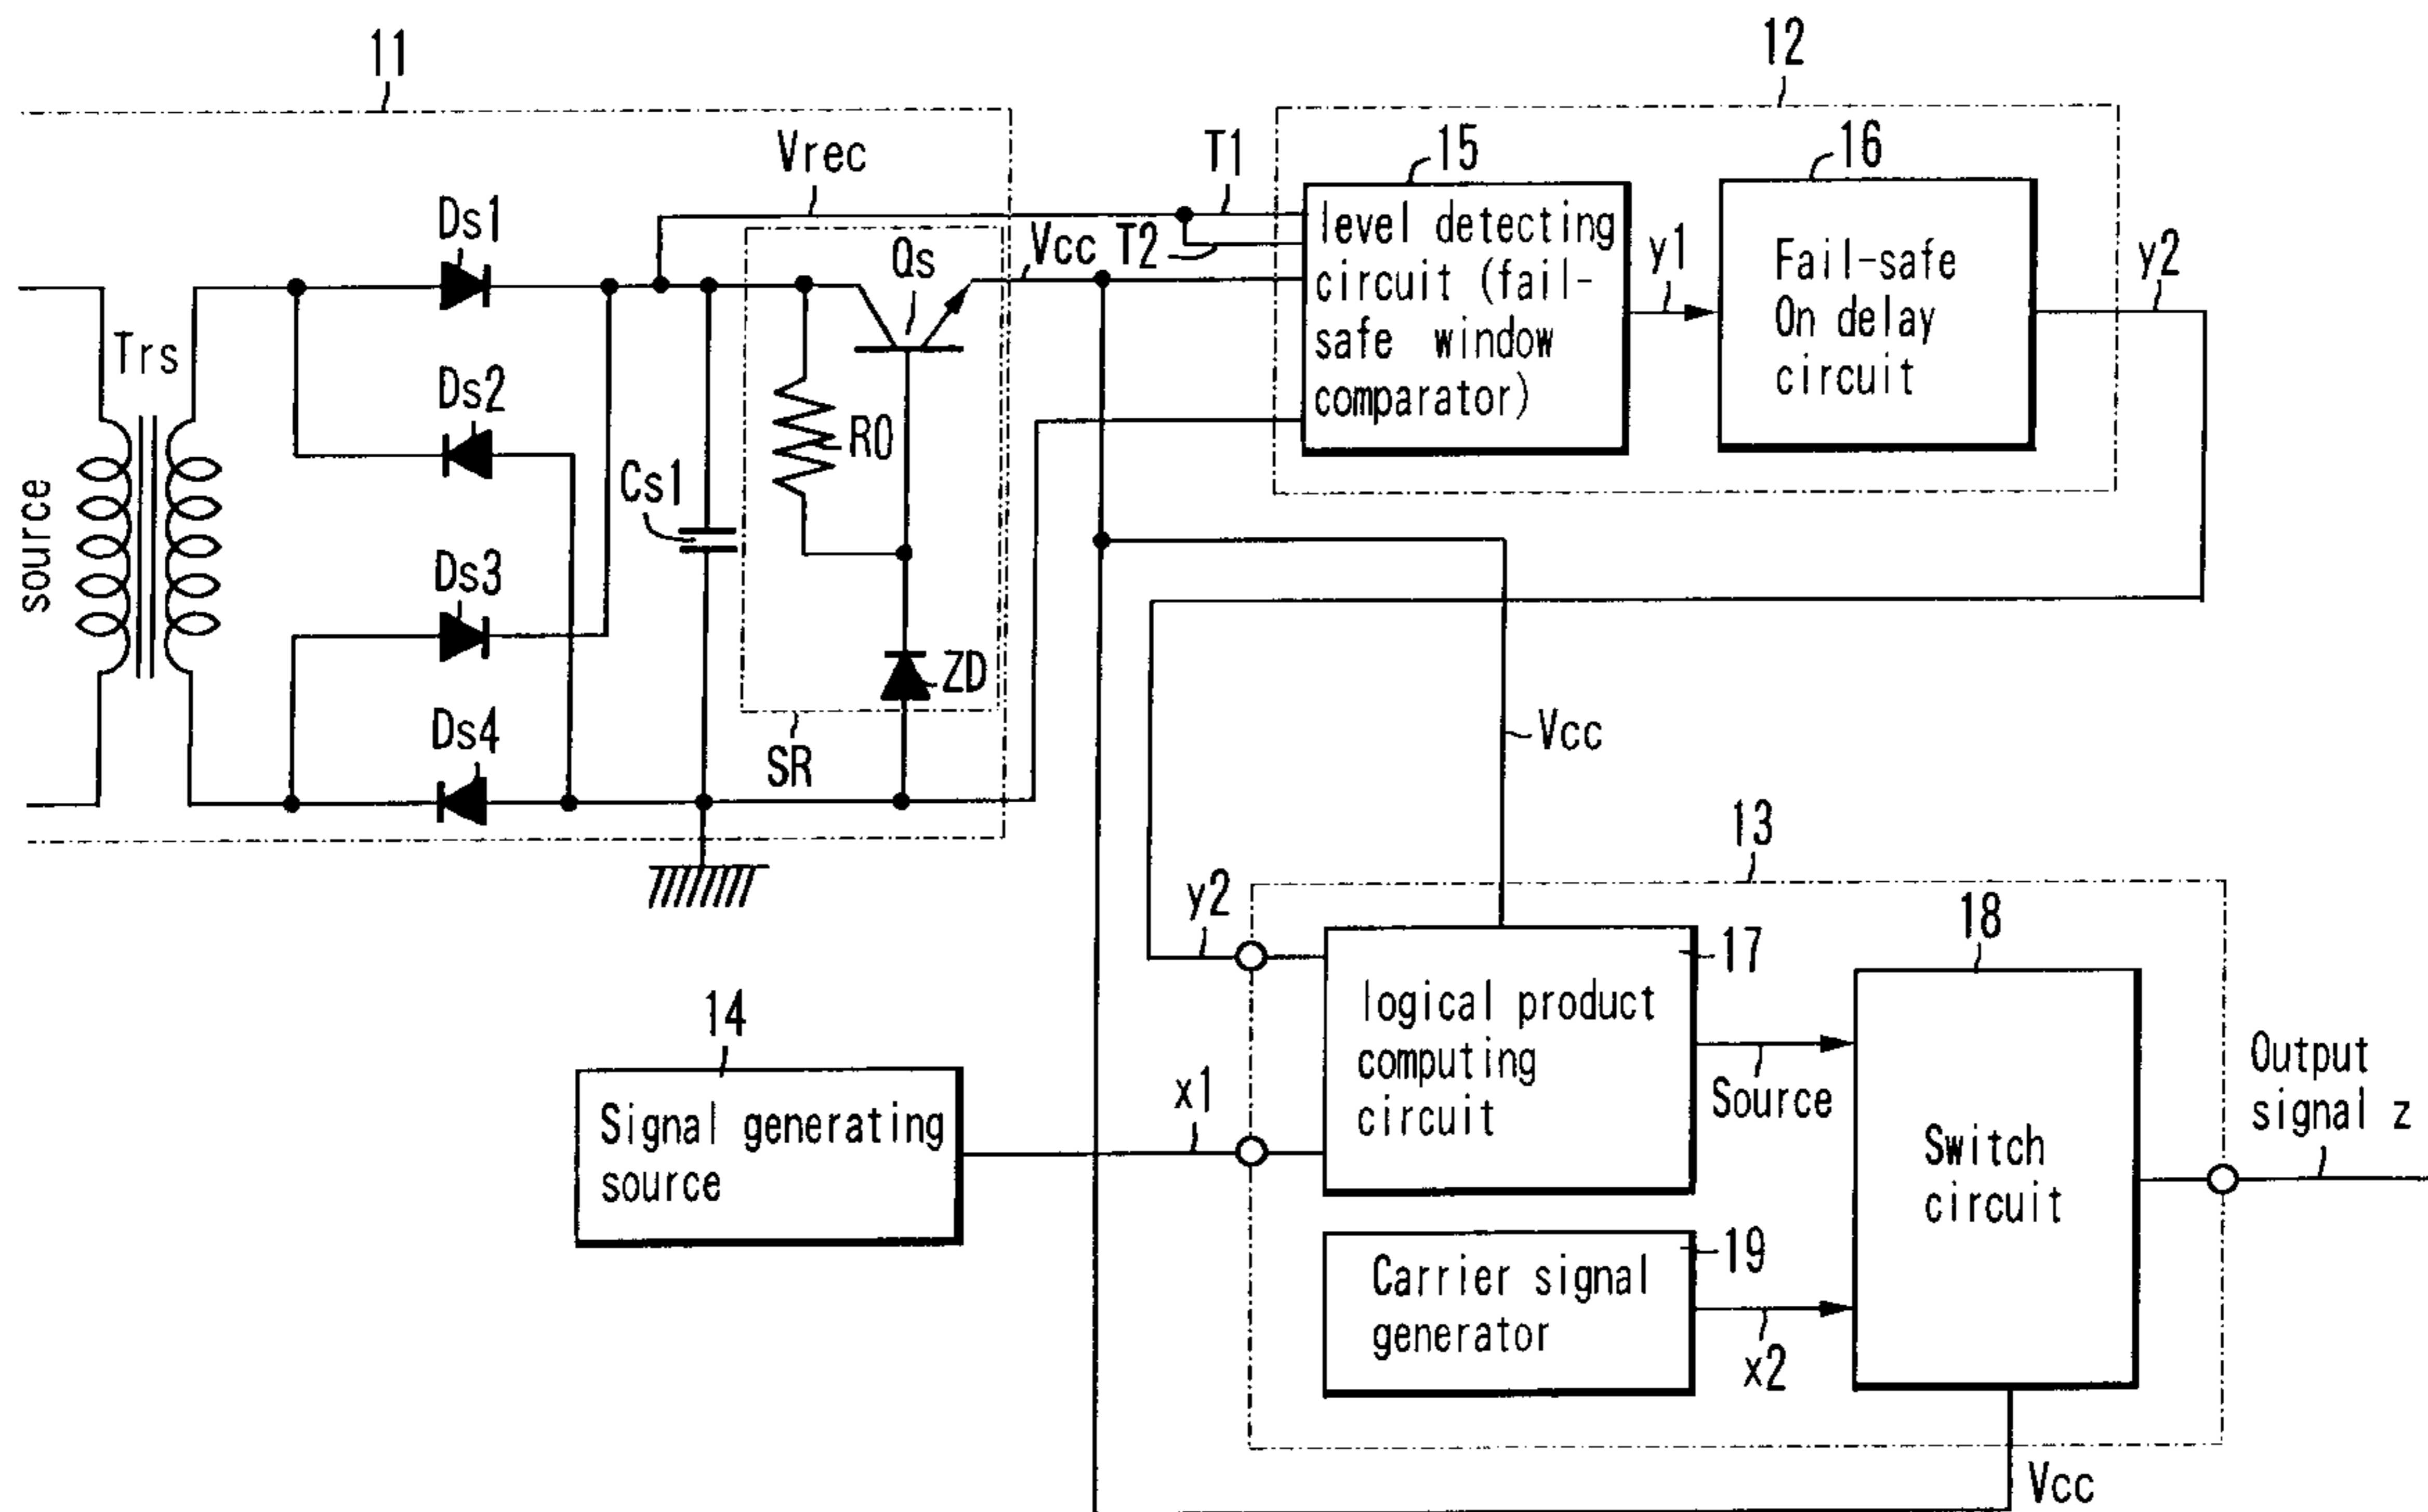 11
12
Vrec
T1
15
16
Ds1
Qs
Vcc
T2
level detecting
circuit (fail-
safe window
comparator)
y1
Fail-safe
On delay
circuit
y2
Trs
Ds2
R0
Cs1
source
Ds3
ZD
Ds4
SR
Vcc
13
y2
18
17
14
logical product
computing
circuit
Signal generating
source
x1
Source
Output
signal z
Switch
circuit
19
Carrier signal
generator
x2
Vcc